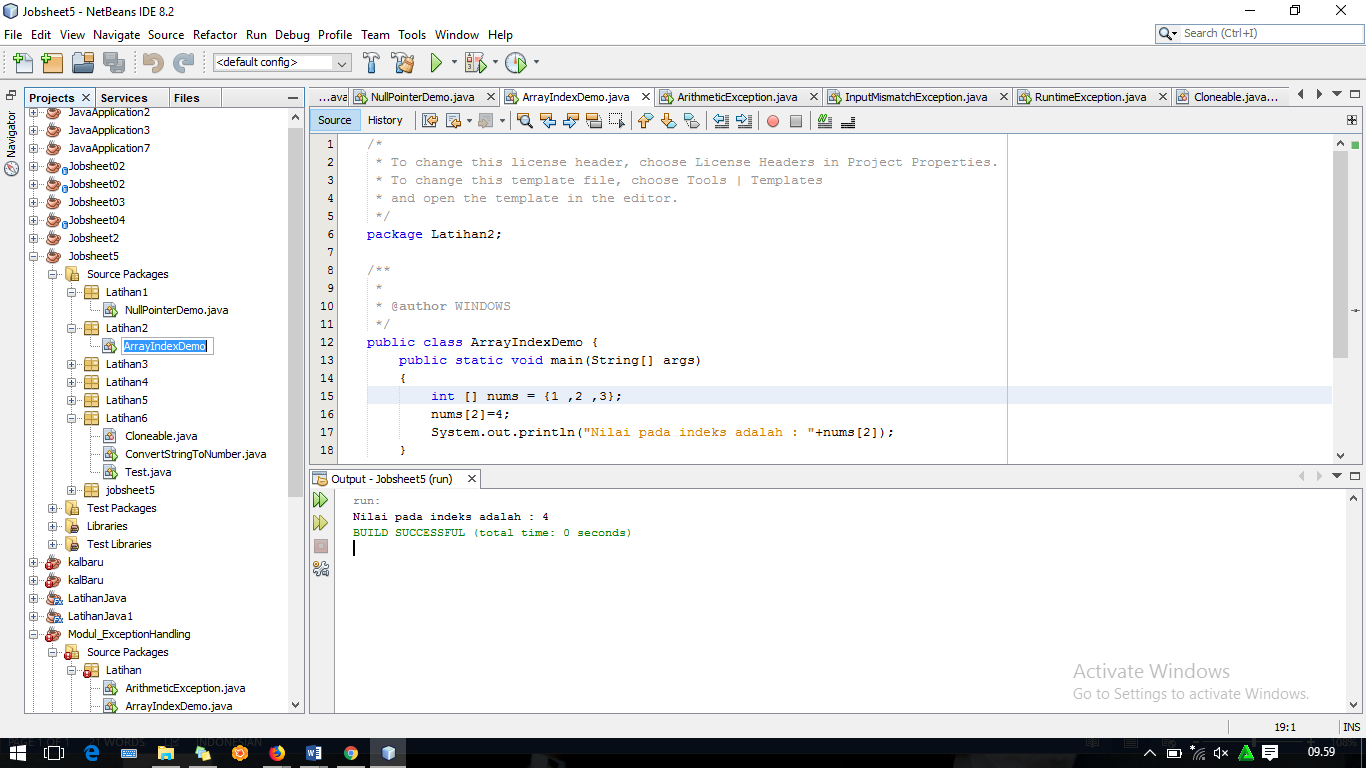 Jobsheet5 - NetBeans IDE 8.2
File Edit View Navigate Source Refactor Run Debug Profile Team Tools Window Help
Search (Ctrl+I)
<default config>
Navigator
Projects Services Files
JavaApplication2
JavaApplication3
JavaApplication7
Jobsheet02
Jobsheet02
Jobsheet03
Jobsheet04
Jobsheet2
Jobsheet5
Source Packages
Latihan1
NullPointerDemo.java
Latihan2
ArrayIndexDemo
Latihan3
Latihan4
Latihan5
Latihan6
Cloneable.java
ConvertStringToNumber.java
Test.java
jobsheet5
Test Packages
Libraries
Test Libraries
kalbaru
kalBaru
LatihanJava
LatihanJava1
Modul_ExceptionHandling
Source Packages
Latihan
ArithmeticException.java
ArrayIndexDemo.java
...ava NullPointerDemo.java ArrayIndexDemo.java ArithmeticException.java InputMismatchException.java RuntimeException.java Cloneable.java...
Source History
1 /*
2 * To change this license header, choose License Headers in Project Properties.
3 * To change this template file, choose Tools | Templates
4 * and open the template in the editor.
5 */
6 package Latihan2;
7
8 /**
9 *
10 * @author WINDOWS
11 */
12 public class ArrayIndexDemo {
13 public static void main(String[] args)
14 {
15 int [] nums = {1 ,2 ,3};
16 nums[2]=4;
17 System.out.println("Nilai pada indeks adalah : "+nums[2]);
18 }
Output - Jobsheet5 (run)
run:
Nilai pada indeks adalah : 4
BUILD SUCCESSFUL (total time: 0 seconds)
Activate Windows
Go to Settings to activate Windows.
19:1 INS
09.59